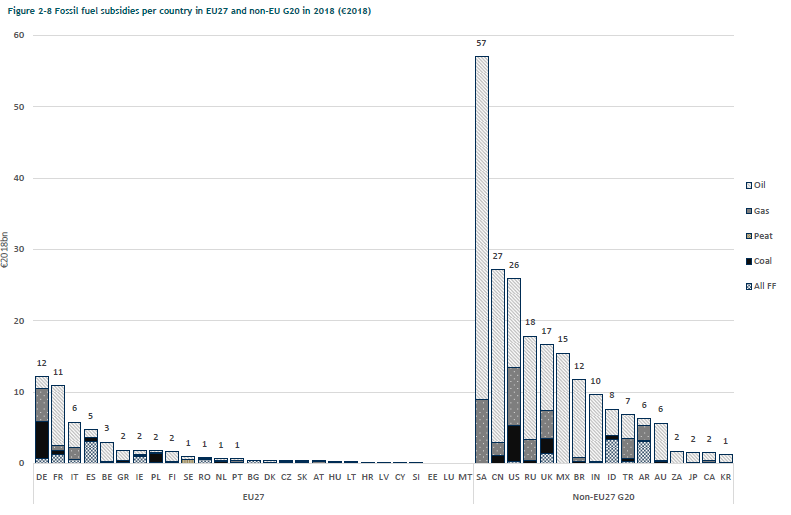 Figure 2-8 Fossil fuel subsidies per country in EU27 and non-EU G20 in 2018 (€2018)
60
50
40
30
20
10
0
€2018bn
12 11 6 5 3 2 2 2 2 1 1 1 1 57 27 26 18 17 15 12 10 8 7 6 6 2 2 2 1
DE FR IT ES BE GR IE PL FI SE RO NL PT BG DK CZ SK AT HU LT HR LV CY SI EE LU MT SA CN US RU UK MX BR IN ID TR AR AU ZA JP CA KR
EU27 Non-EU27 G20
Oil
Gas
Peat
Coal
All FF